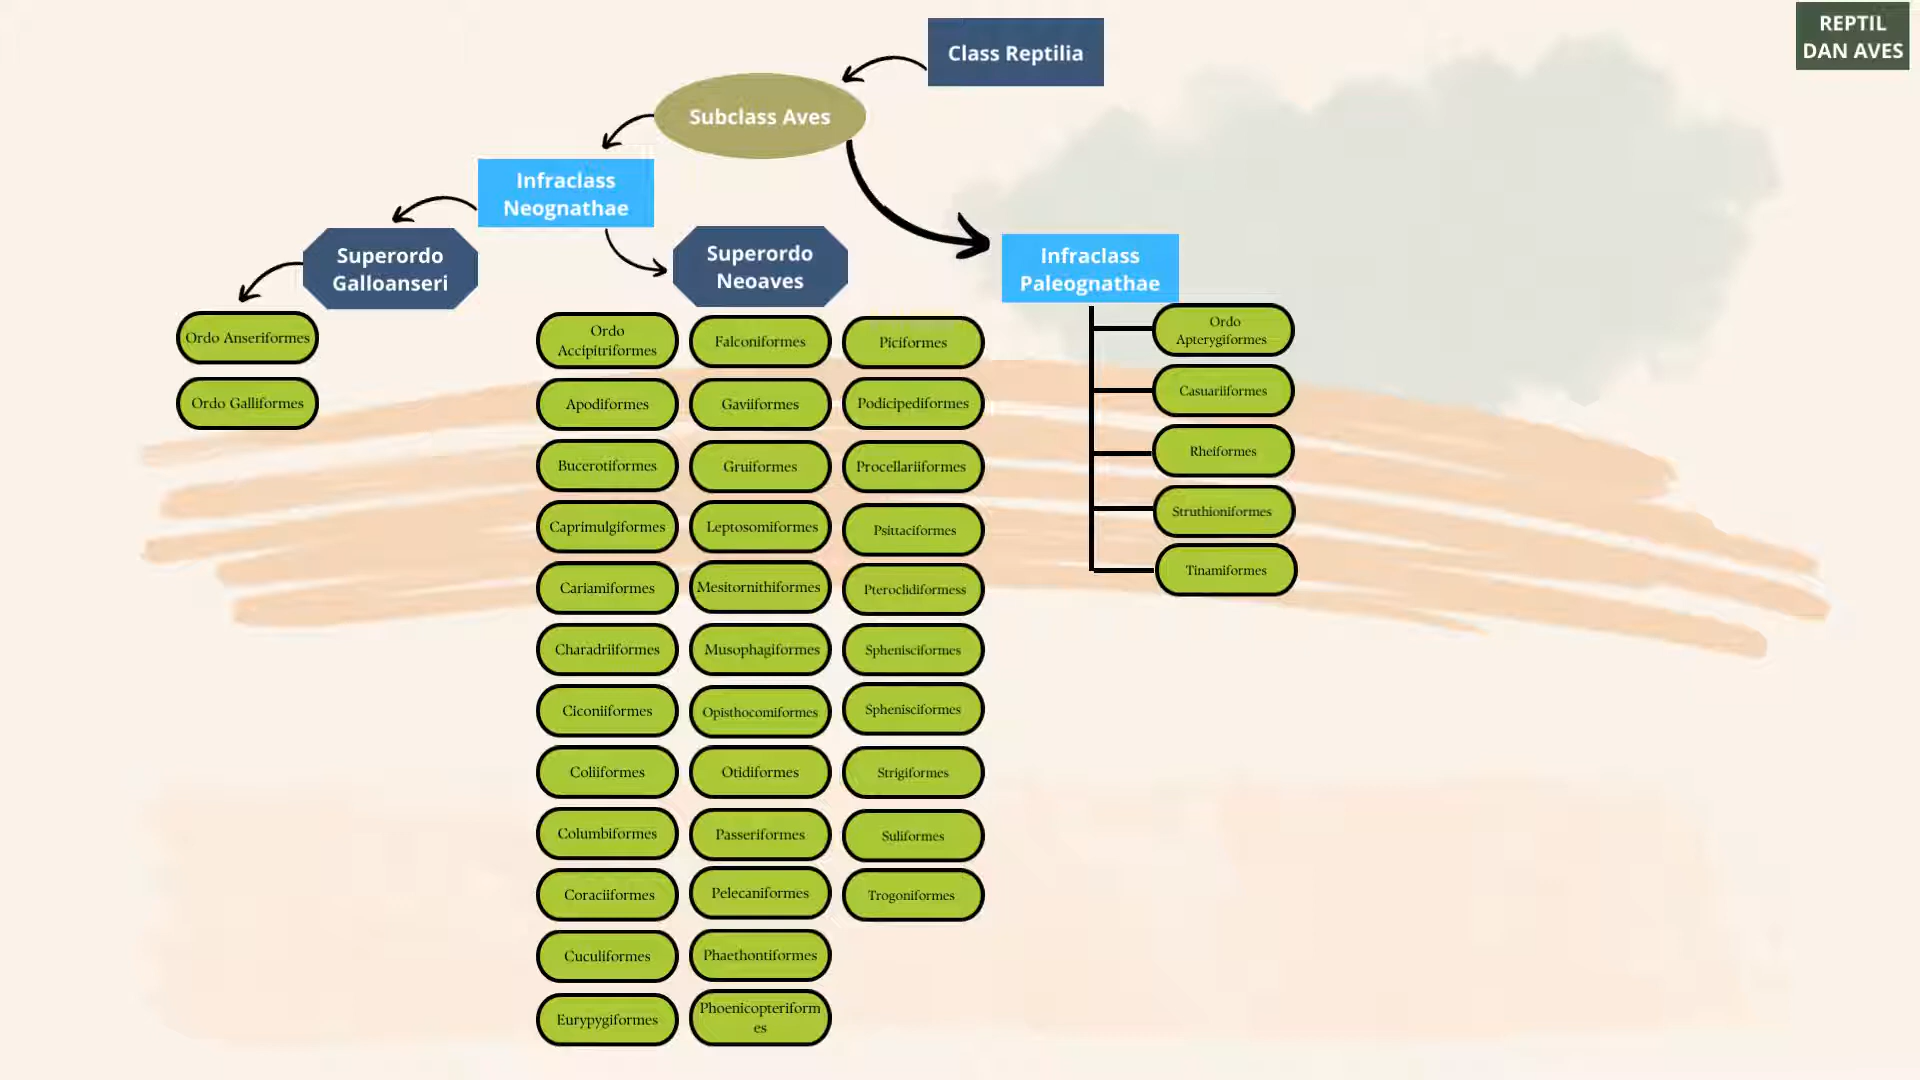 REPTIL
DAN AVES
Class Reptilia
Subclass Aves
Infraclass
Neognathae
Superordo
Galloanseri
Superordo
Neoaves
Infraclass
Paleognathae
Ordo Anseriformes
Ordo Galliformes
Ordo
Accipitriformes
Apodiformes
Bucerotiformes
Caprimulgiformes
Cariamiformes
Charadriiformes
Ciconiiformes
Coliiformes
Columbiformes
Coraciiformes
Cuculiformes
Eurypygiformes
Falconiformes
Gaviiformes
Gruiformes
Leptosomiformes
Mesitornithiformes
Musophagiformes
Opisthocomiformes
Otidiformes
Passeriformes
Pelecaniformes
Phaethontiformes
Phoenicopteriform
es
Piciformes
Podicipediformes
Procellariiformes
Psittaciformes
Pteroclidiformess
Sphenisciformes
Sphenisciformes
Strigiformes
Suliformes
Trogoniformes
Ordo
Apterygiformes
Casuariiformes
Rheiformes
Struthioniformes
Tinamiformes